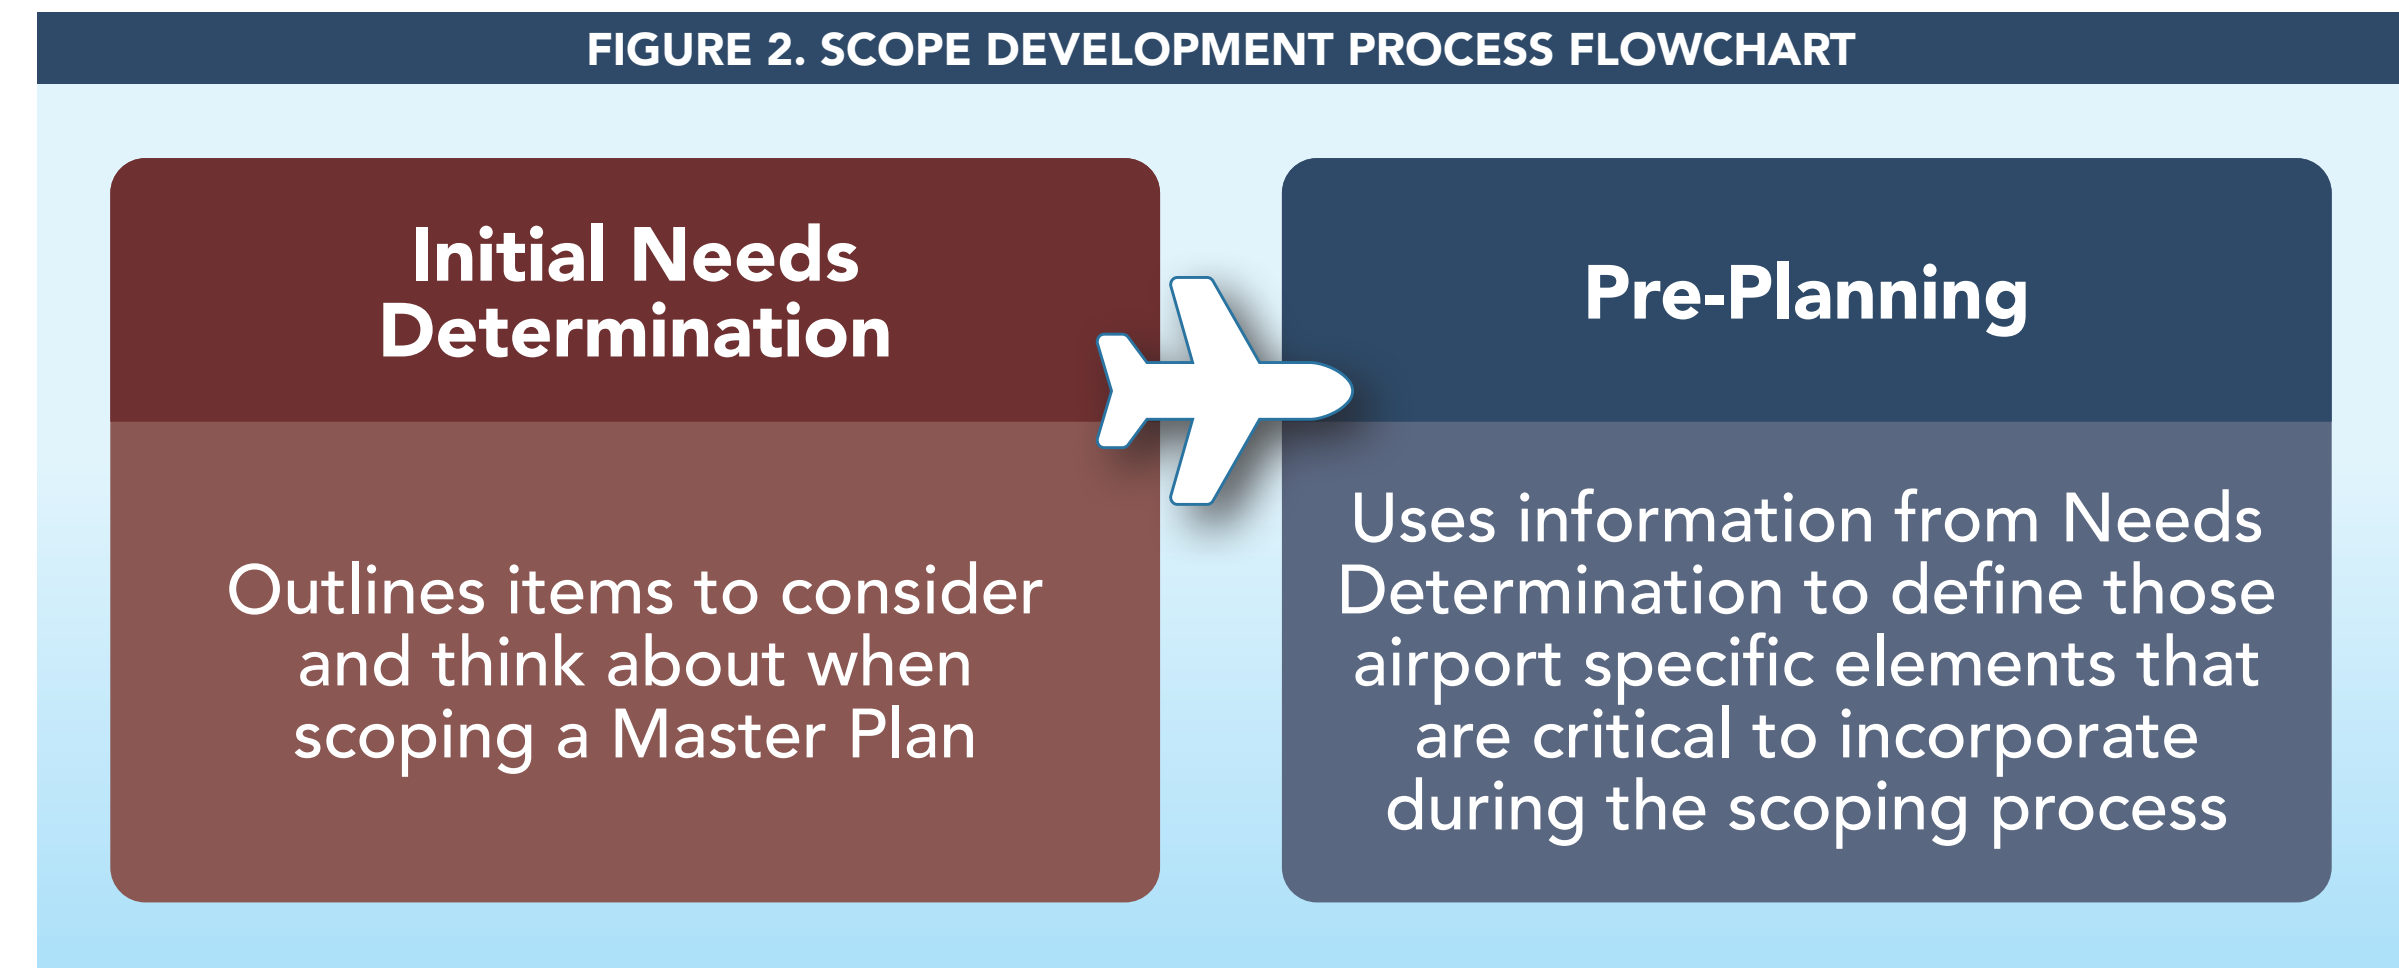 FIGURE 2. SCOPE DEVELOPMENT PROCESS FLOWCHART
Initial Needs
Determination
Outlines items to consider
and think about when
scoping a Master Plan
Pre-Planning
Uses information from Needs
Determination to define those
airport specific elements that
are critical to incorporate
during the scoping process